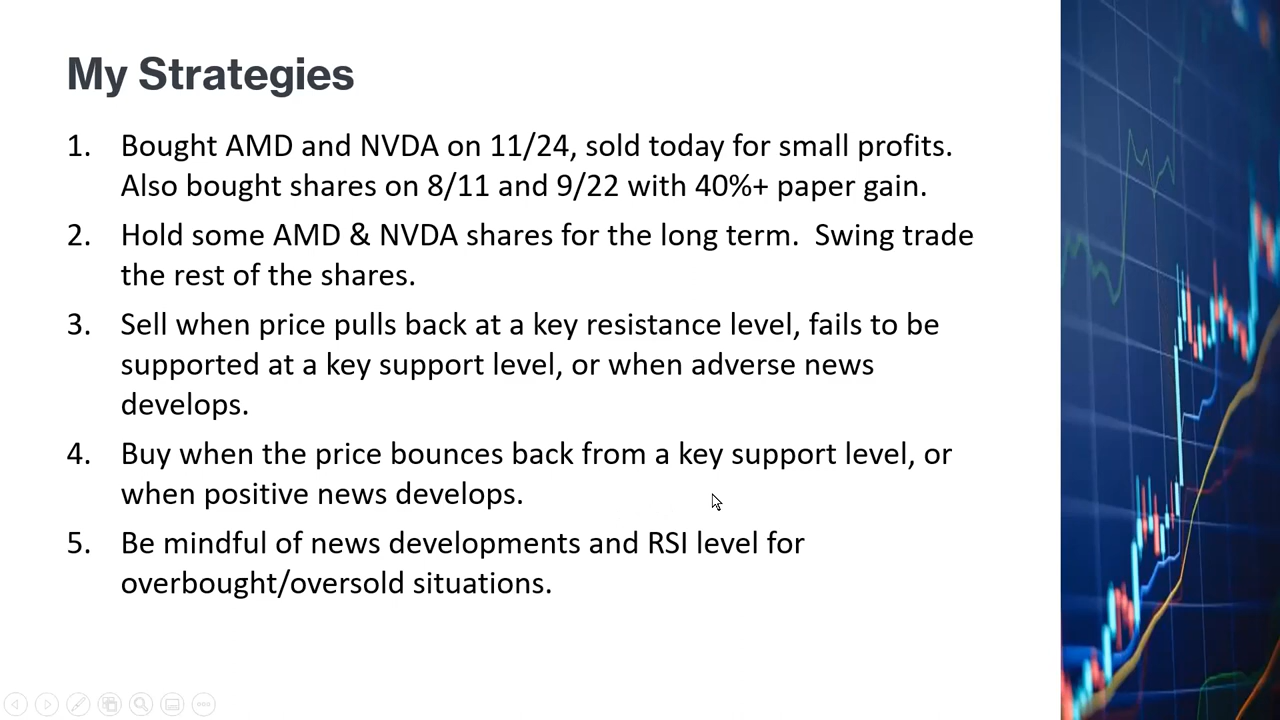 My Strategies
1. Bought AMD and NVDA on 11/24, sold today for small profits.
Also bought shares on 8/11 and 9/22 with 40%+ paper gain.
2. Hold some AMD & NVDA shares for the long term.  Swing trade
the rest of the shares.
3. Sell when price pulls back at a key resistance level, fails to be
supported at a key support level, or when adverse news
develops.
4. Buy when the price bounces back from a key support level, or
when positive news develops.
5. Be mindful of news developments and RSI level for
overbought/oversold situations.